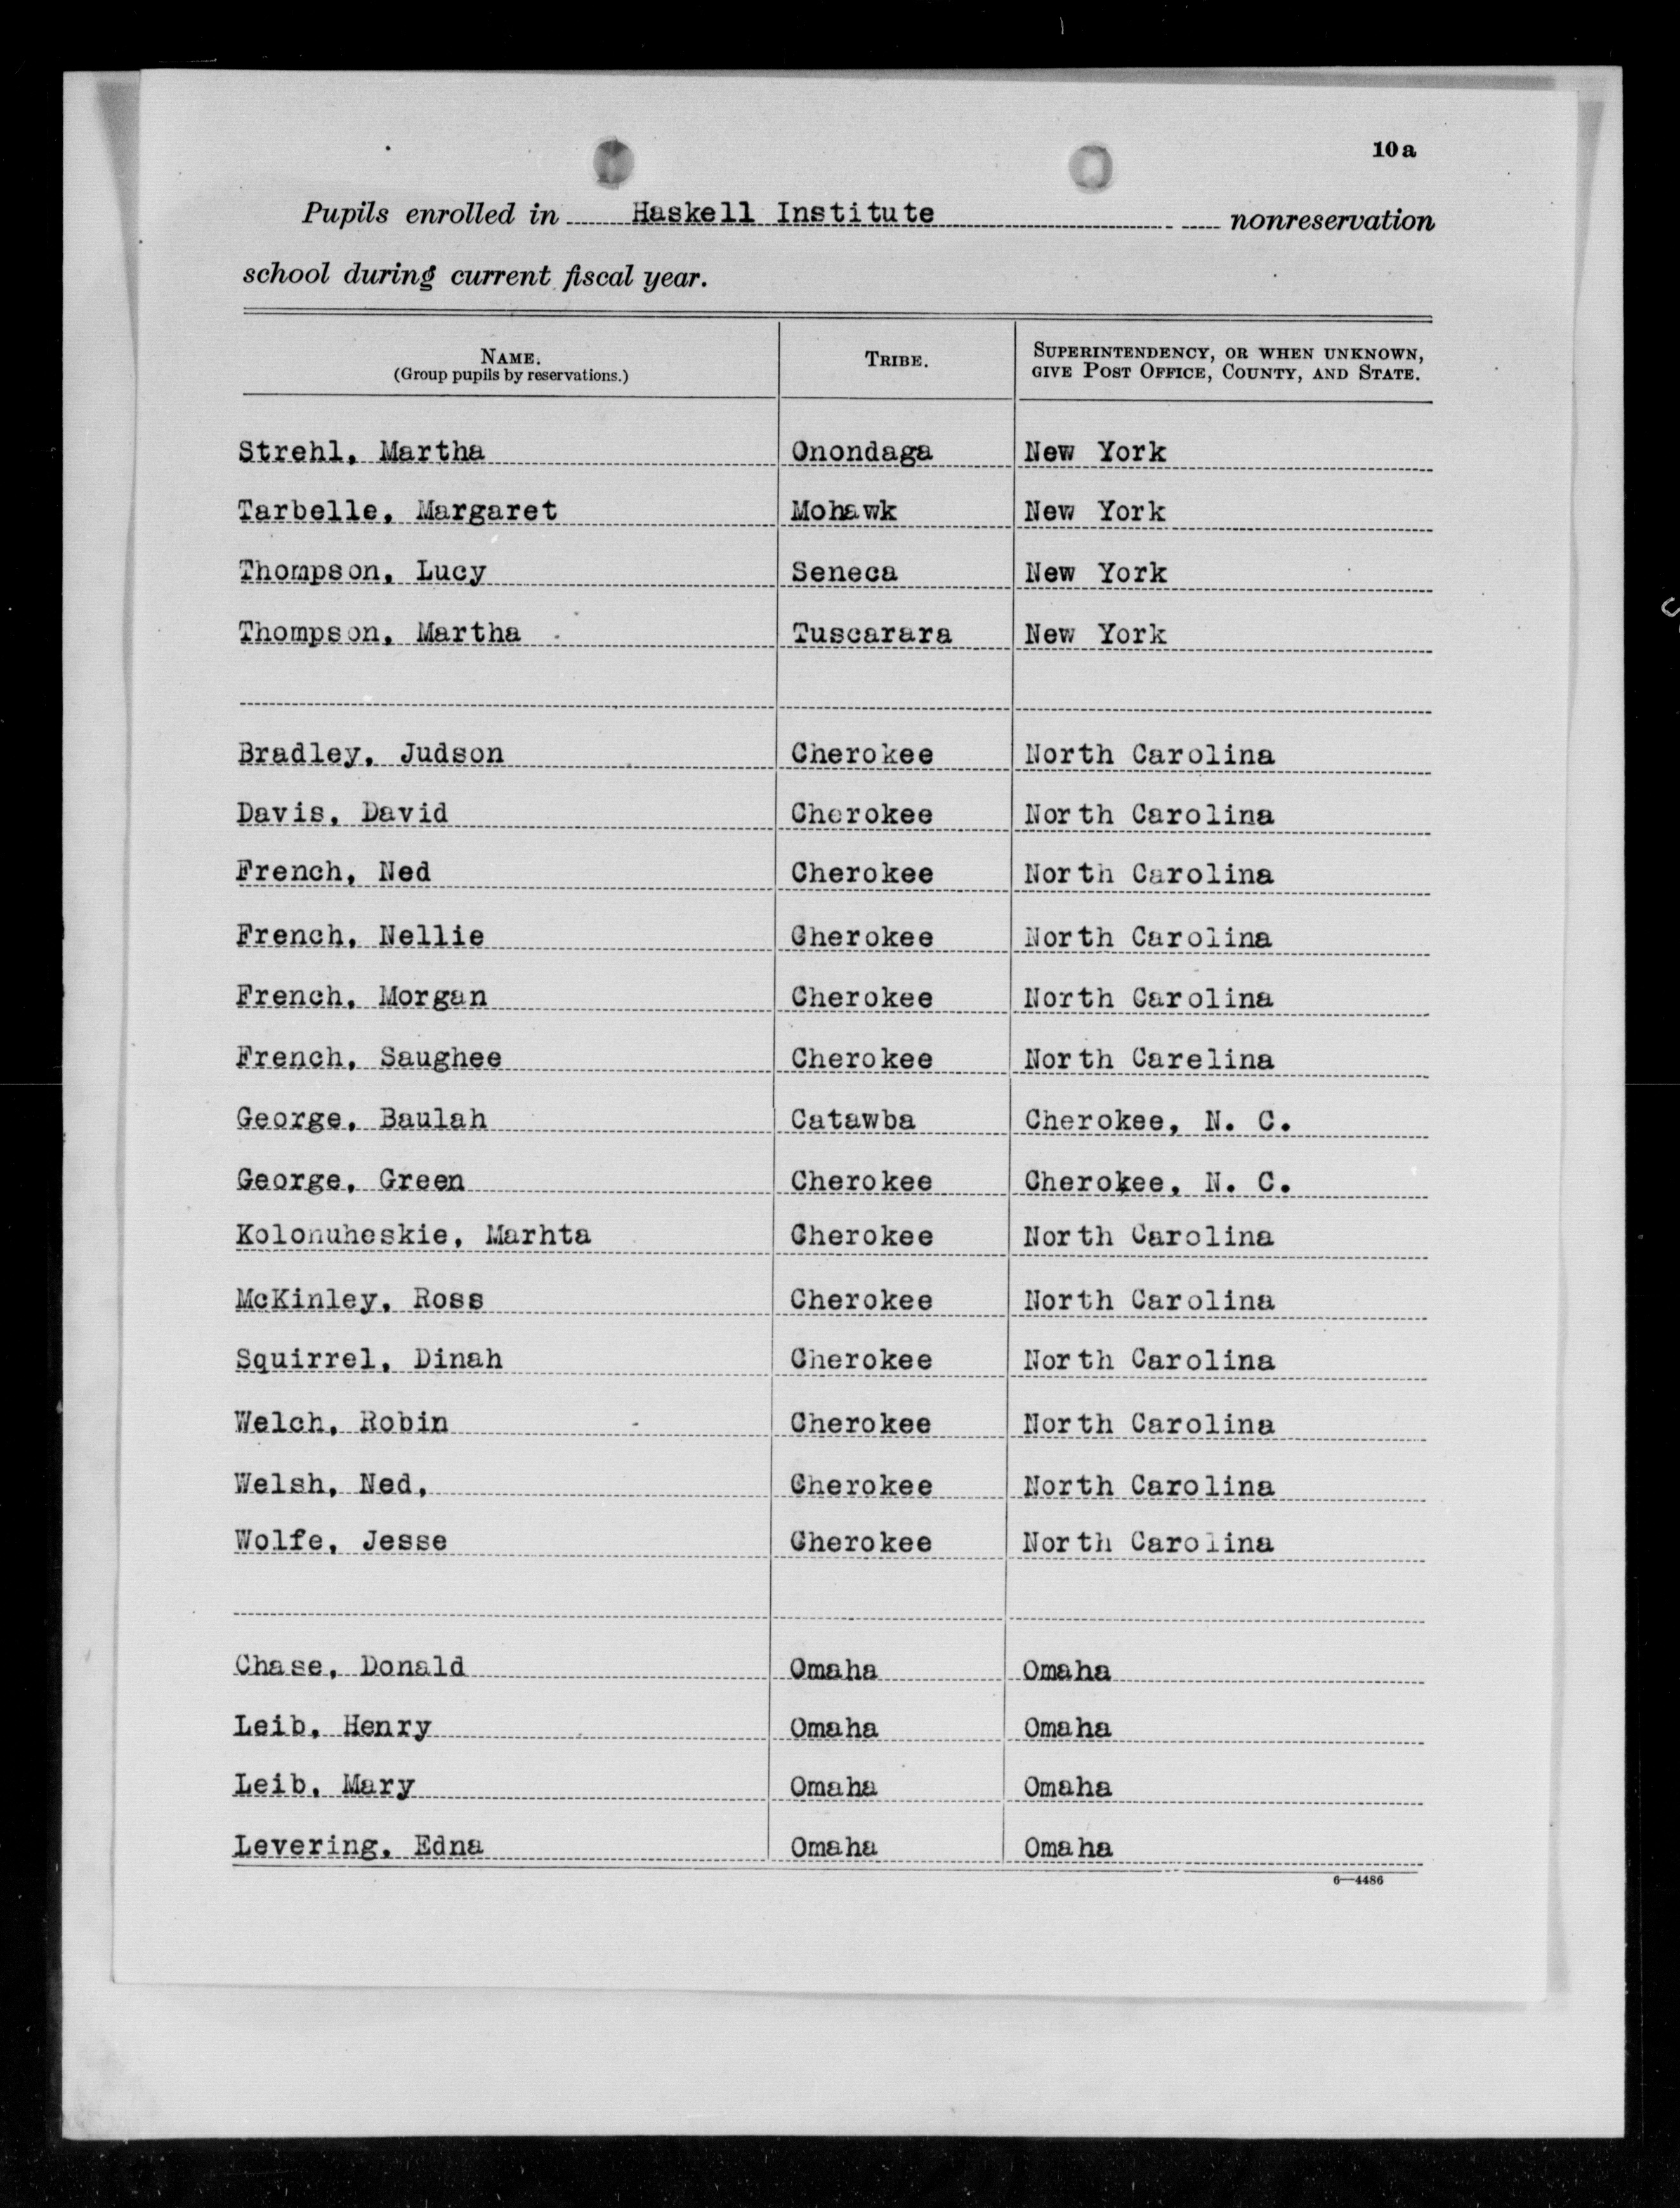 10a
Pupils enrolled in Haskell Institute nonreservation
school during current fiscal year.
NAME. TRIBE. SUPERINTENDENCY, OR WHEN UNKNOWN,
(Group pupils by reservations.) GIVE POST OFFICE, COUNTY, AND STATE.
Strehl, Martha Onondaga New York
Tarbelle, Margaret Mohawk New York
Thompson, Lucy Seneca New York
Thompson, Martha Tuscarara New York
Bradley, Judson Cherokee North Carolina
Davis, David Cherokee North Carolina
French, Ned Cherokee North Carolina
French, Nellie Cherokee North Carolina
French, Morgan Cherokee North Carolina
French, Saughee Cherokee North Carelina
George, Baulah Catawba Cherokee, N. C.
George, Green Cherokee Cherokee, N. C.
Kolonuheskie, Marhta Cherokee North Carolina
McKinley, Ross Cherokee North Carolina
Squirrel, Dinah Cherokee North Carolina
Welch, Robin Cherokee North Carolina
Welsh, Ned, Cherokee North Carolina
Wolfe, Jesse Cherokee North Carolina
Chase, Donald Omaha Omaha
Leib, Henry Omaha Omaha
Leib, Mary Omaha Omaha
Levering, Edna Omaha Omaha
6—4486